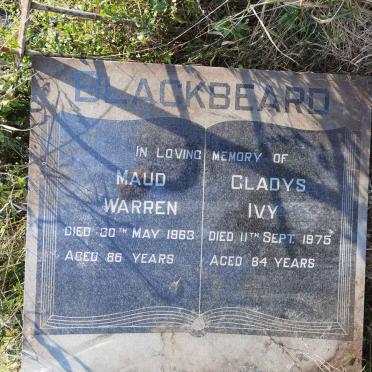 BLACKBEARD
IN LOVING MEMORY OF
MAUD
WARREN
DIED 30TH MAY 1963
AGED 86 YEARS
GLADYS
IVY
DIED 11TH SEPT. 1975
AGED 84 YEARS